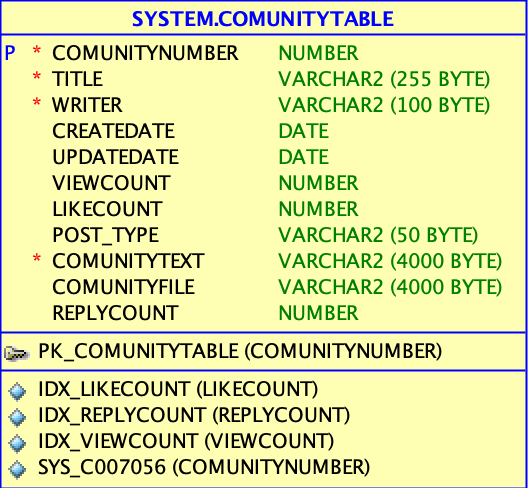 SYSTEM.COMUNITYTABLE
P * COMUNITYNUMBER NUMBER
* TITLE VARCHAR2 (255 BYTE)
* WRITER VARCHAR2 (100 BYTE)
CREATEDATE DATE
UPDATEDATE DATE
VIEWCOUNT NUMBER
LIKECOUNT NUMBER
POST_TYPE VARCHAR2 (50 BYTE)
* COMUNITYTEXT VARCHAR2 (4000 BYTE)
COMUNITYFILE VARCHAR2 (4000 BYTE)
REPLYCOUNT NUMBER
PK_COMUNITYTABLE (COMUNITYNUMBER)
IDX_LIKECOUNT (LIKECOUNT)
IDX_REPLYCOUNT (REPLYCOUNT)
IDX_VIEWCOUNT (VIEWCOUNT)
SYS_C007056 (COMUNITYNUMBER)